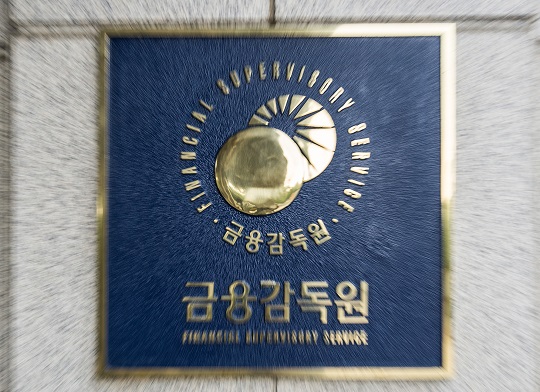 FINANCIAL SUPERVISORY SERVICE
금융감독원
금융감독원
FINANCIAL SUPERVISORY SERVICE